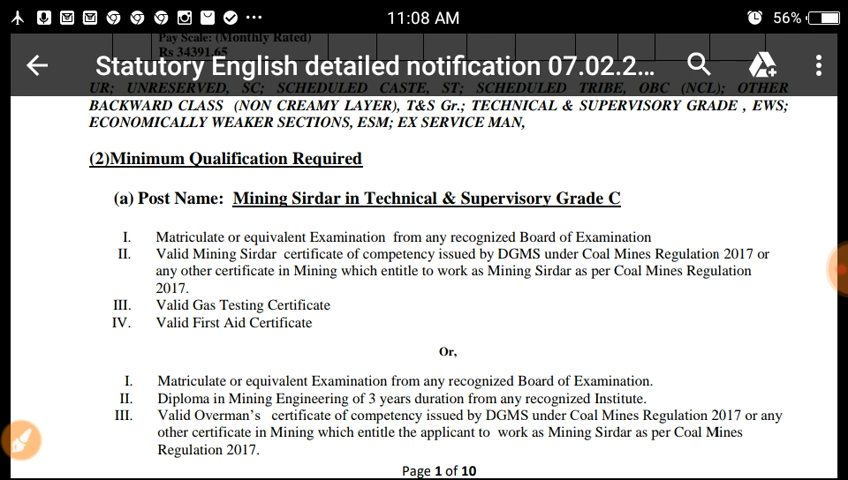 11:08 AM
56%
Pay Scale: (Monthly Rated)
Rs 34391.65
Statutory English detailed notification 07.02.2...
UR; UNRESERVED, SC; SCHEDULED CASTE, ST; SCHEDULED TRIBE, OBC (NCL); OTHER
BACKWARD CLASS (NON CREAMY LAYER), T&S Gr.; TECHNICAL & SUPERVISORY GRADE , EWS;
ECONOMICALLY WEAKER SECTIONS, ESM; EX SERVICE MAN,
(2)Minimum Qualification Required
(a) Post Name: Mining Sirdar in Technical & Supervisory Grade C
I. Matriculate or equivalent Examination from any recognized Board of Examination
II. Valid Mining Sirdar certificate of competency issued by DGMS under Coal Mines Regulation 2017 or
any other certificate in Mining which entitle to work as Mining Sirdar as per Coal Mines Regulation
2017.
III. Valid Gas Testing Certificate
IV. Valid First Aid Certificate
Or,
I. Matriculate or equivalent Examination from any recognized Board of Examination.
II. Diploma in Mining Engineering of 3 years duration from any recognized Institute.
III. Valid Overman's certificate of competency issued by DGMS under Coal Mines Regulation 2017 or any
other certificate in Mining which entitle the applicant to work as Mining Sirdar as per Coal Mines
Regulation 2017.
Page 1 of 10